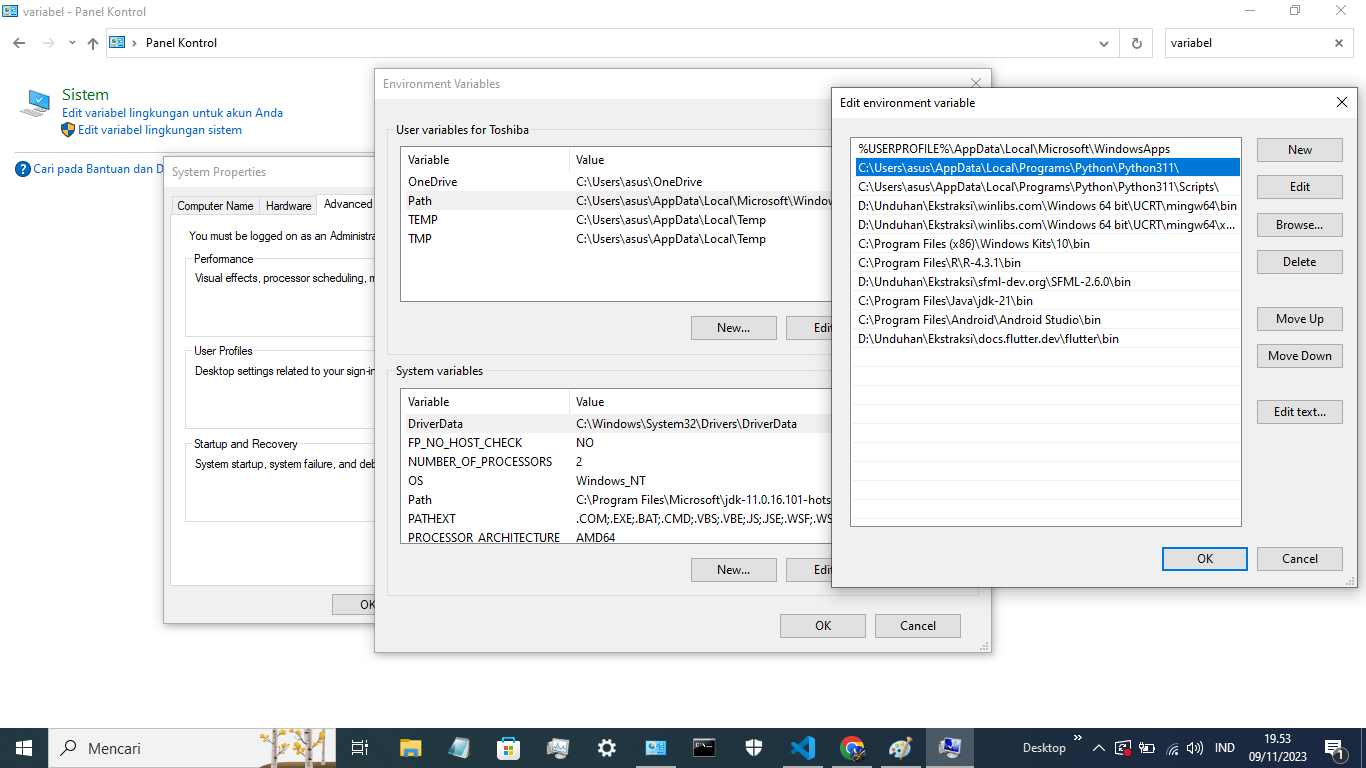 variabel - Panel Kontrol
Panel Kontrol
variabel
Sistem
Edit variabel lingkungan untuk akun Anda
Edit variabel lingkungan sistem
Cari pada Bantuan dan D
System Properties
Computer Name
Hardware
Advanced
You must be logged on as an Administra
Performance
Visual effects, processor scheduling, m
User Profiles
Desktop settings related to your sign-in
Startup and Recovery
System startup, system failure, and deb
OK
Environment Variables
User variables for Toshiba
Variable Value
OneDrive C:\Users\asus\OneDrive
Path C:\Users\asus\AppData\Local\Microsoft\Window
TEMP C:\Users\asus\AppData\Local\Temp
TMP C:\Users\asus\AppData\Local\Temp
New... Edit
System variables
Variable Value
DriverData C:\Windows\System32\Drivers\DriverData
FP_NO_HOST_CHECK NO
NUMBER_OF_PROCESSORS 2
OS Windows_NT
Path C:\Program Files\Microsoft\jdk-11.0.16.101-hots
PATHEXT .COM;.EXE;.BAT;.CMD;.VBS;.VBE;.JS;.JSE;.WSF;.WS
PROCESSOR_ARCHITECTURE AMD64
New... Edit
OK Cancel
Edit environment variable
%USERPROFILE%\AppData\Local\Microsoft\WindowsApps
C:\Users\asus\AppData\Local\Programs\Python\Python311\
C:\Users\asus\AppData\Local\Programs\Python\Python311\Scripts\
D:\Unduhan\Ekstraksi\winlibs.com\Windows 64 bit\UCRT\mingw64\bin
D:\Unduhan\Ekstraksi\winlibs.com\Windows 64 bit\UCRT\mingw64\x...
C:\Program Files (x86)\Windows Kits\10\bin
C:\Program Files\R\R-4.3.1\bin
D:\Unduhan\Ekstraksi\sfml-dev.org\SFML-2.6.0\bin
C:\Program Files\Java\jdk-21\bin
C:\Program Files\Android\Android Studio\bin
D:\Unduhan\Ekstraksi\docs.flutter.dev\flutter\bin
New
Edit
Browse...
Delete
Move Up
Move Down
Edit text...
OK Cancel
Mencari
Desktop
IND
19.53
09/11/2023
1